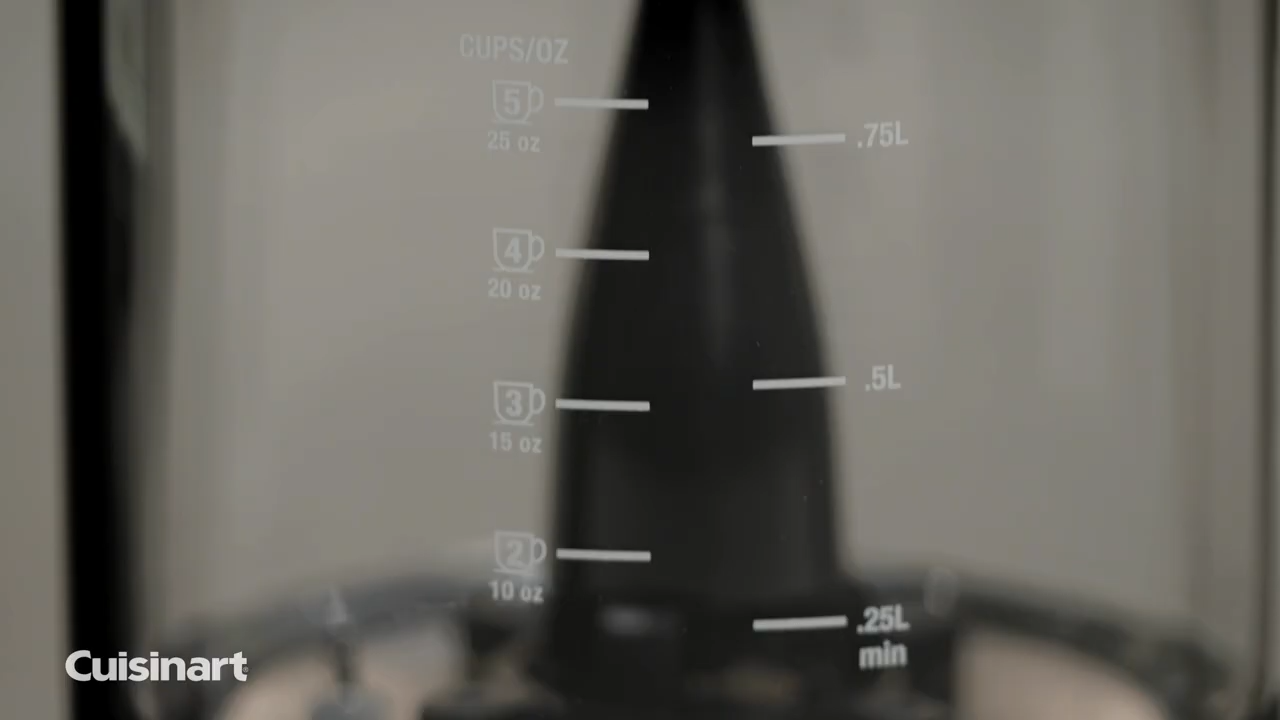 CUPS/OZ
5
25 oz
.75L
4
20 oz
.5L
3
15 oz
2
10 oz
.25L
min
Cuisinart